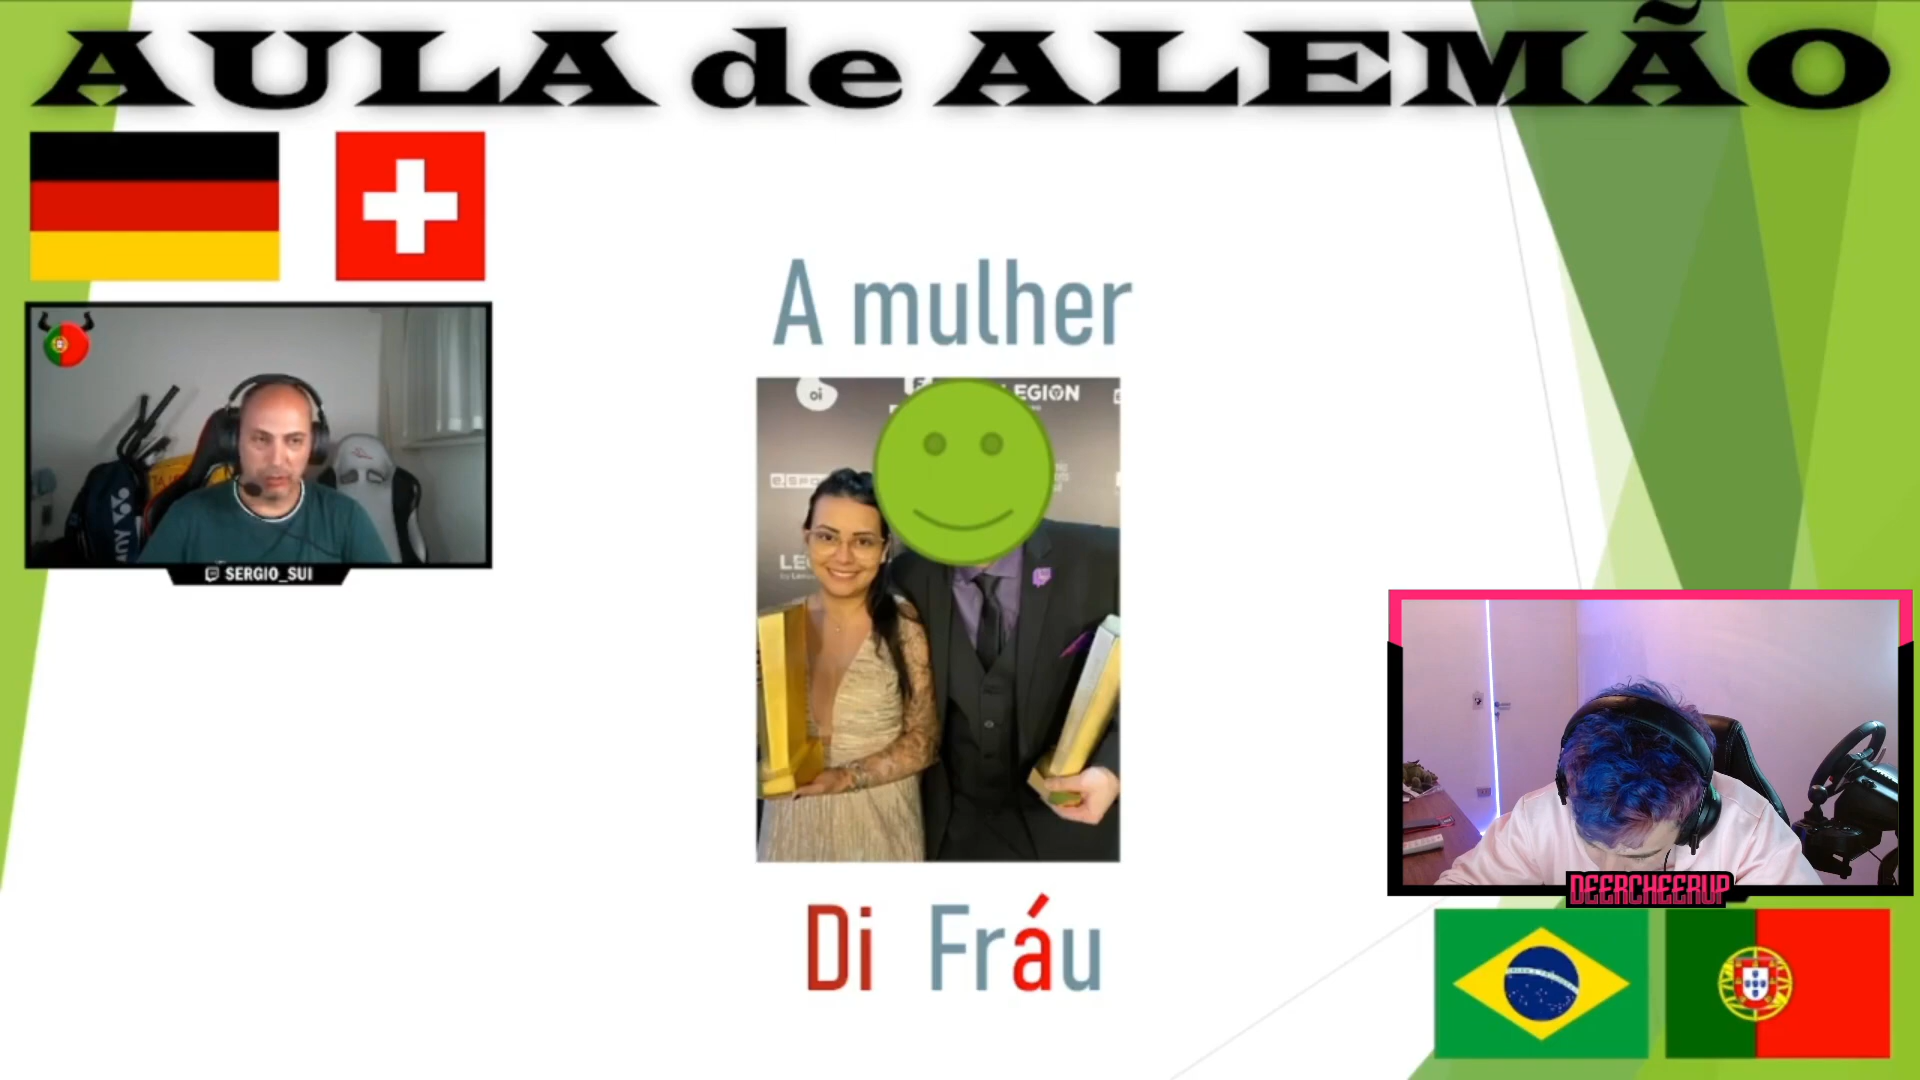 AULA de ALEMÃO
A mulher
oi
LEGION
SERGIO_SUI
Di Fráu
DEERCHEERUP